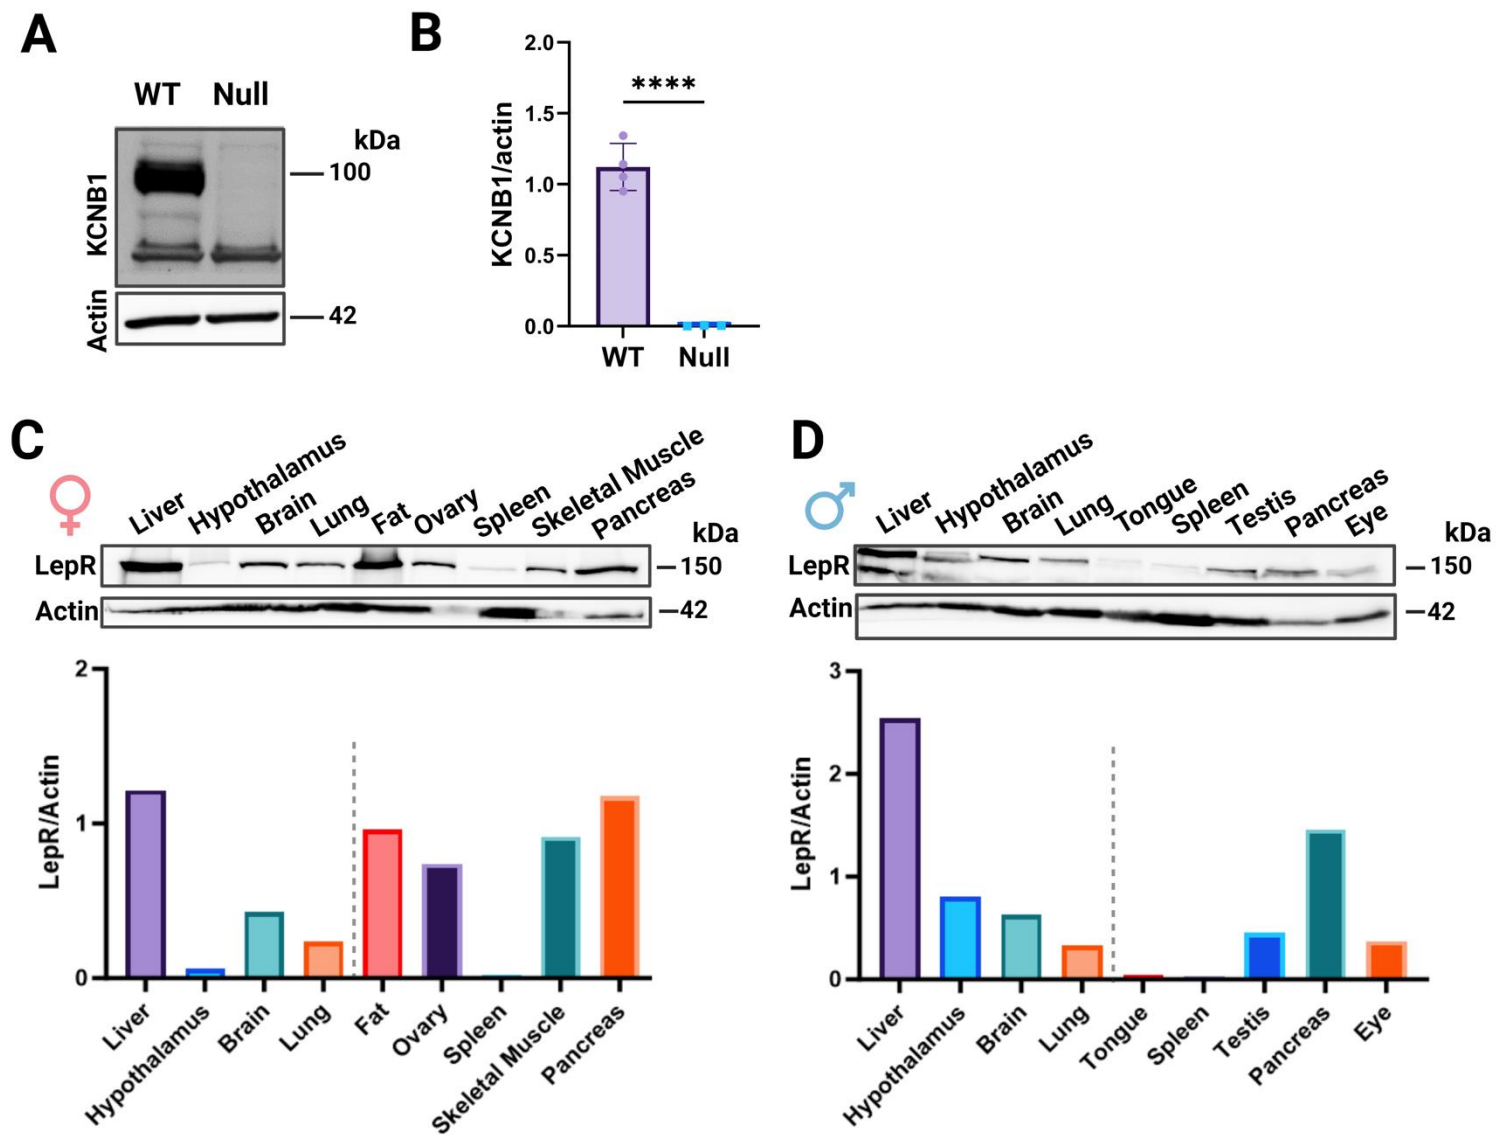 A
WT Null
kDa
KCNB1
100
Actin
42
B
2.0
1.5
1.0
0.5
0.0
KCNB1/actin
****
WT Null
C
♀
Liver Hypothalamus Brain Lung Fat Ovary Spleen Skeletal Muscle Pancreas
kDa
LepR 150
Actin 42
2
1
0
LepR/Actin
Liver Hypothalamus Brain Lung Fat Ovary Spleen Skeletal Muscle Pancreas
D
♂
Liver Hypothalamus Brain Lung Tongue Spleen Testis Pancreas Eye
kDa
LepR 150
Actin 42
3
2
1
0
LepR/Actin
Liver Hypothalamus Brain Lung Tongue Spleen Testis Pancreas Eye